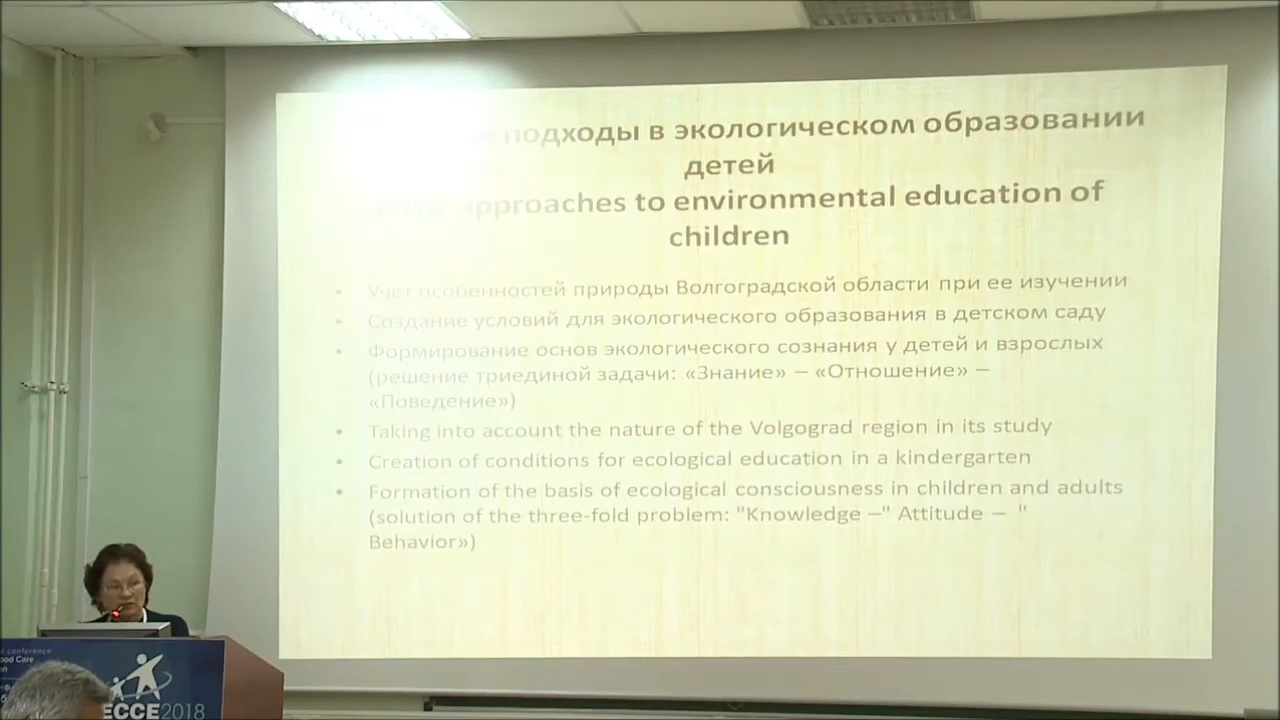 подходы в экологическом образовании
детей
approaches to environmental education of
children
• Учет особенностей природы Волгоградской области при ее изучении
• Создание условий для экологического образования в детском саду
• Формирование основ экологического сознания у детей и взрослых
(решение триединой задачи: «Знание» – «Отношение» –
«Поведение»)
• Taking into account the nature of the Volgograd region in its study
• Creation of conditions for ecological education in a kindergarten
• Formation of the basis of ecological consciousness in children and adults
(solution of the three-fold problem: "Knowledge –" Attitude – "
Behavior»)
conference
ood Care
ECCE2018